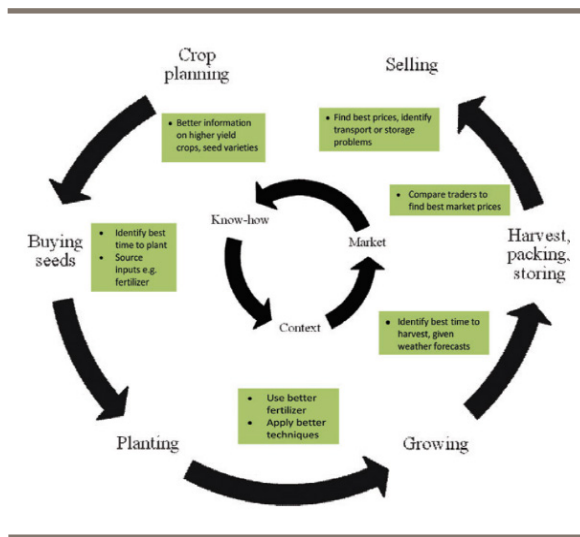 Crop
planning
• Better information
on higher yield
crops, seed varieties
Selling
• Find best prices, identify
transport or storage
problems
• Compare traders to
find best market prices
Know-how
Market
Context
Buying
seeds
• Identify best
time to plant
• Source
inputs e.g.
fertilizer
Harvest,
packing,
storing
• Identify best time to
harvest, given
weather forecasts
• Use better
fertilizer
• Apply better
techniques
Planting
Growing